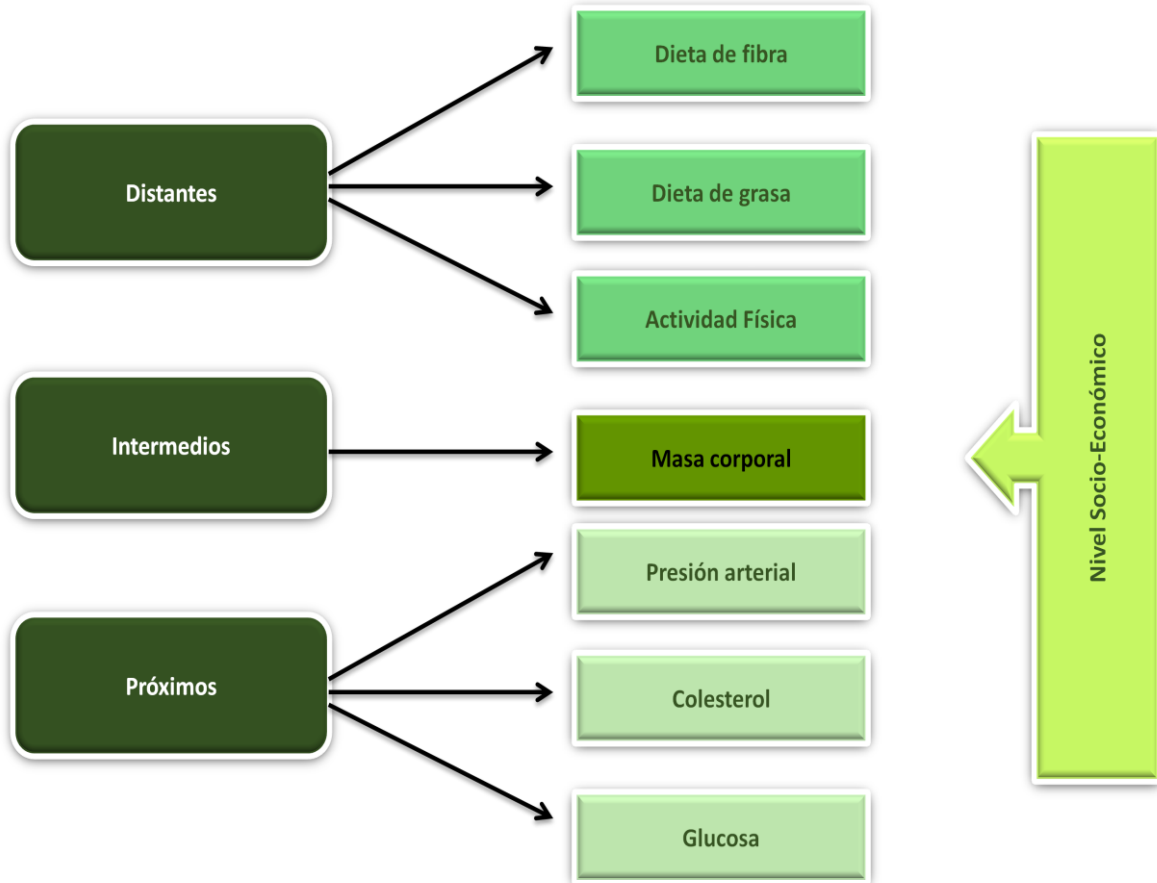 Distantes
Dieta de fibra
Dieta de grasa
Actividad Física
Intermedios
Masa corporal
Próximos
Presión arterial
Colesterol
Glucosa
Nivel Socio-Económico